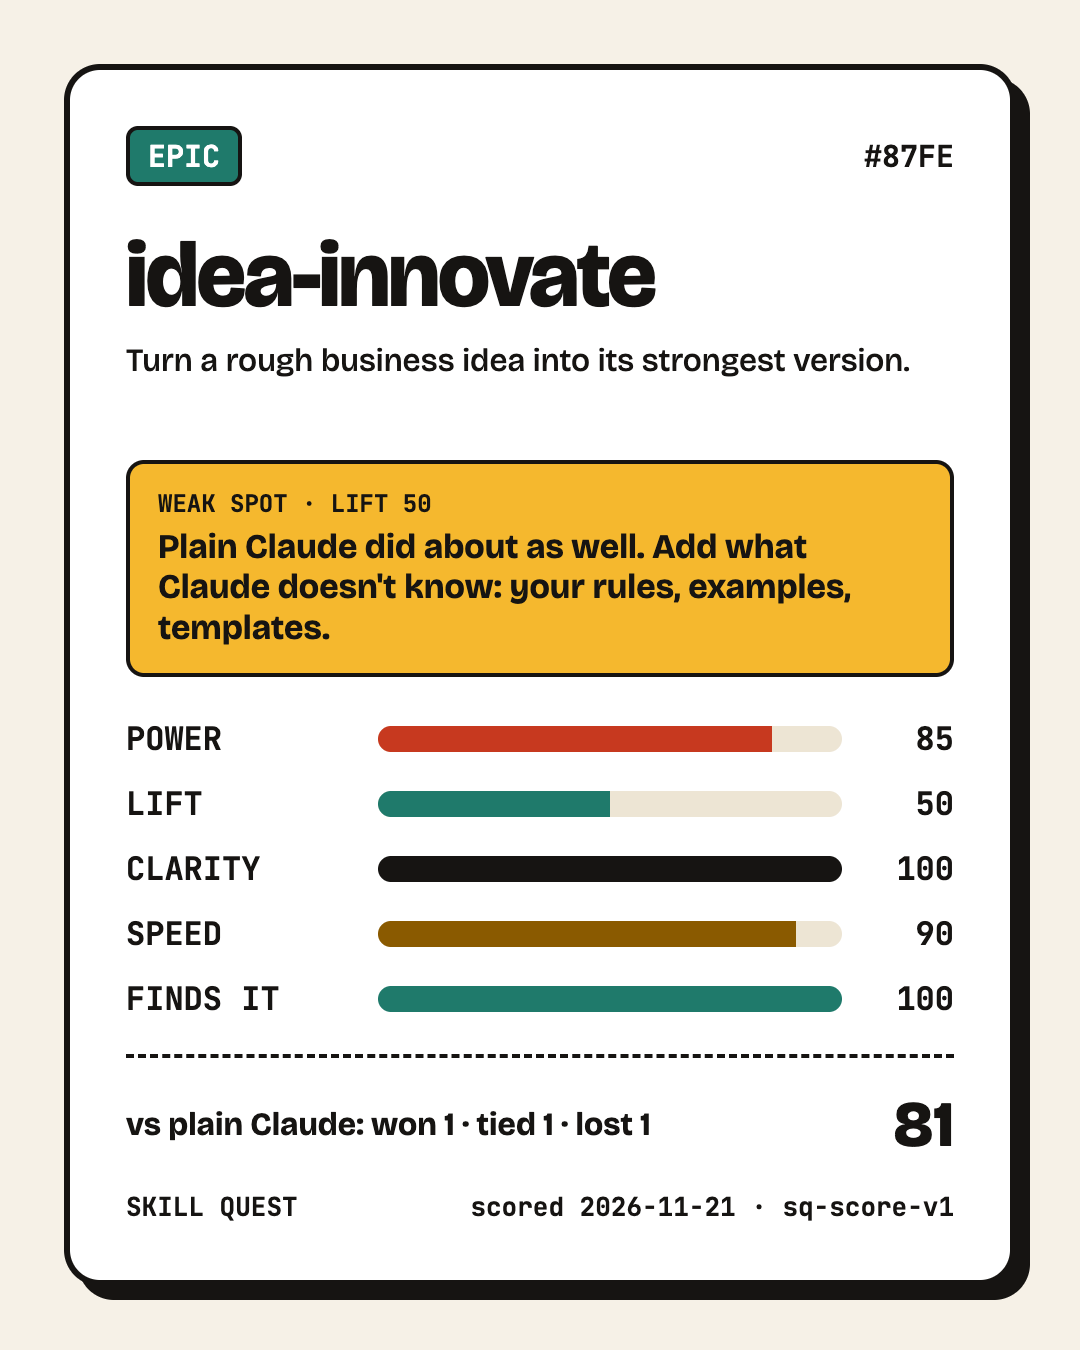 EPIC
#87FE
idea-innovate
Turn a rough business idea into its strongest version.
WEAK SPOT · LIFT 50
Plain Claude did about as well. Add what
Claude doesn't know: your rules, examples,
templates.
POWER 85
LIFT 50
CLARITY 100
SPEED 90
FINDS IT 100
vs plain Claude: won 1 · tied 1 · lost 1
81
SKILL QUEST
scored 2026-11-21 · sq-score-v1